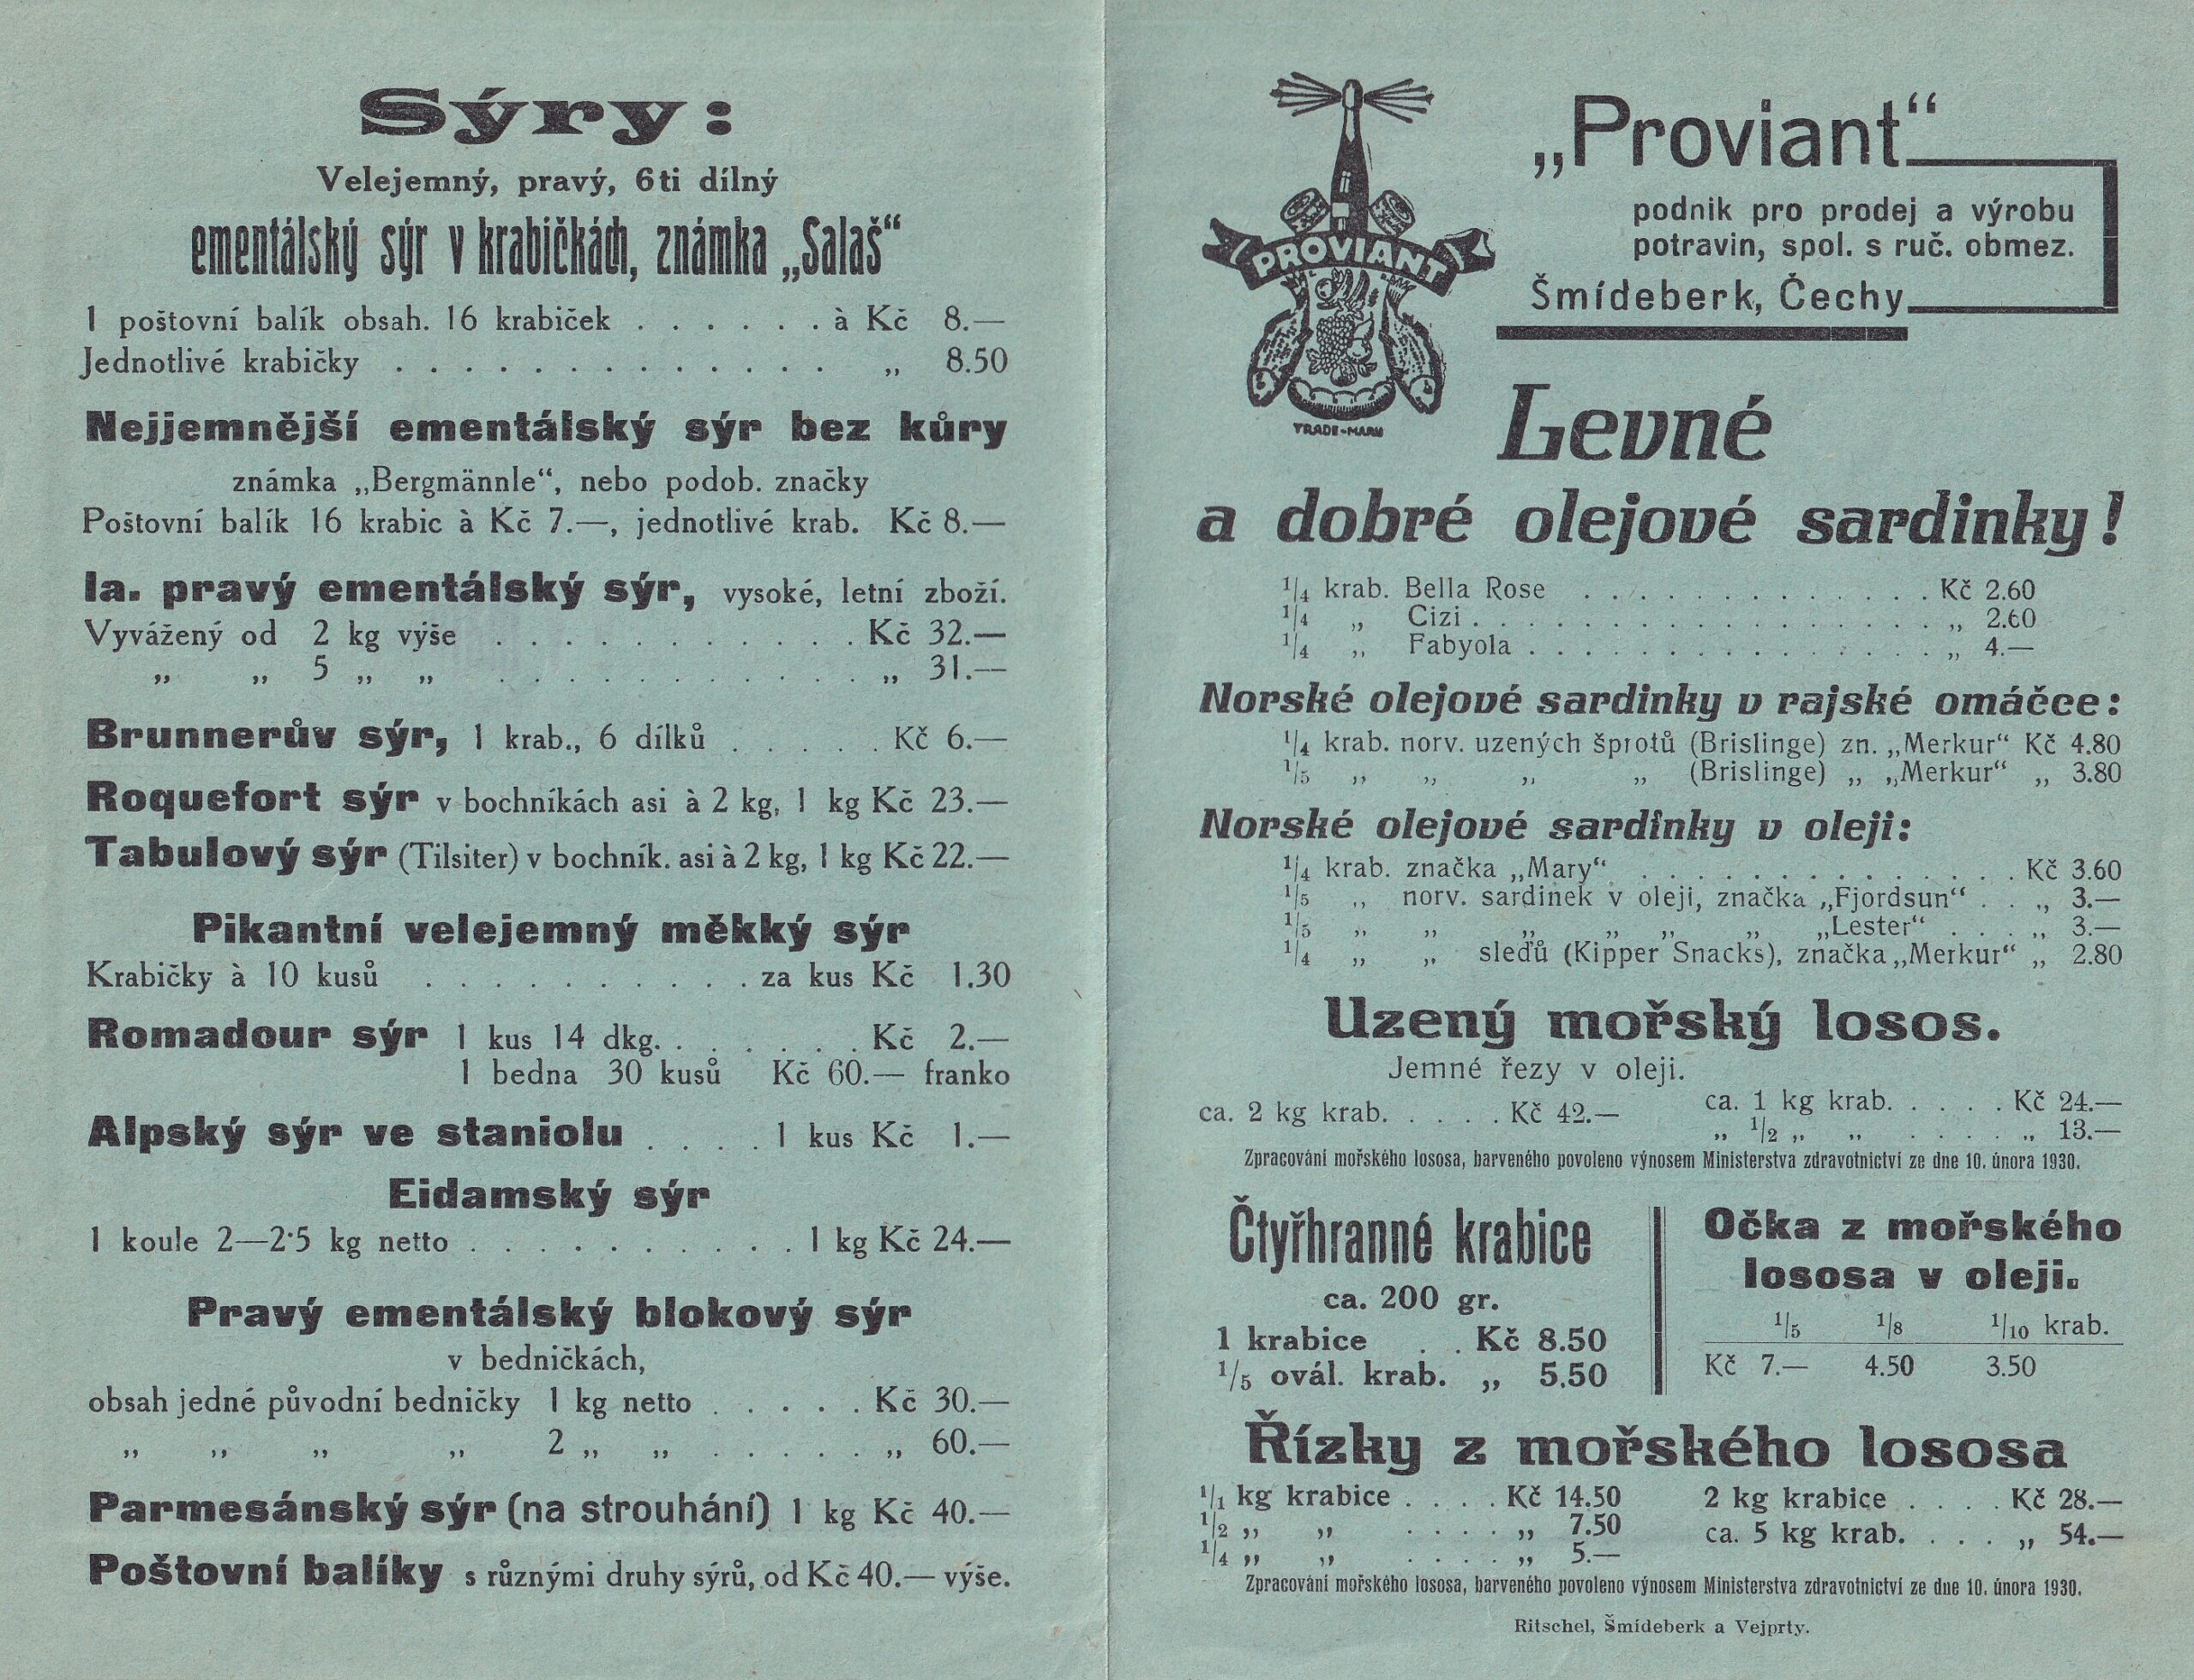 Sýry:
Velejemný, pravý, 6ti dílný
ementálský sýr v krabičkách, známka „Salaš“
1 poštovní balík obsah. 16 krabiček . . . . . . à Kč 8.—
Jednotlivé krabičky . . . . . . . . . . . . . „ 8.50
Nejjemnější ementálský sýr bez kůry
známka „Bergmännle“, nebo podob. značky
Poštovní balík 16 krabic à Kč 7.—, jednotlivé krab. Kč 8.—
Ia. pravý ementálský sýr, vysoké, letní zboží.
Vyvážený od 2 kg výše . . . . . . . . . . . Kč 32.—
„ „ 5 „ „ . . . . . . . . . . . „ 31.—
Brunnerův sýr, 1 krab., 6 dílků . . . . . Kč 6.—
Roquefort sýr v bochníkách asi à 2 kg, 1 kg Kč 23.—
Tabulový sýr (Tilsiter) v bochník. asi à 2 kg, 1 kg Kč 22.—
Pikantní velejemný měkký sýr
Krabičky à 10 kusů . . . . . . . . . . za kus Kč 1.30
Romadour sýr 1 kus 14 dkg. . . . . . . Kč 2.—
1 bedna 30 kusů Kč 60.— franko
Alpský sýr ve staniolu . . . . 1 kus Kč 1.—
Eidamský sýr
1 koule 2—2·5 kg netto . . . . . . . . . . 1 kg Kč 24.—
Pravý ementálský blokový sýr
v bedničkách,
obsah jedné původní bedničky 1 kg netto . . . . . Kč 30.—
„ „ „ „ 2 „ „ . . . . . „ 60.—
Parmesánský sýr (na strouhání) 1 kg Kč 40.—
Poštovní balíky s různými druhy sýrů, od Kč 40.— výše.
PROVIANT
TRADE-MARK
„Proviant“
podnik pro prodej a výrobu
potravin, spol. s ruč. obmez.
Šmídeberk, Čechy
Levné
a dobré olejové sardinky!
1/4 krab. Bella Rose . . . . . . . . . . . . . Kč 2.60
1/4 „ Cizi . . . . . . . . . . . . . . . . . „ 2.60
1/4 „ Fabyola . . . . . . . . . . . . . . . „ 4.—
Norské olejové sardinky v rajské omáčce:
1/4 krab. norv. uzených šprotů (Brislinge) zn. „Merkur“ Kč 4.80
1/5 „ „ „ „ (Brislinge) „ „Merkur“ „ 3.80
Norské olejové sardinky v oleji:
1/4 krab. značka „Mary“ . . . . . . . . . . . . . . Kč 3.60
1/5 „ norv. sardinek v oleji, značka „Fjordsun“ . . „ 3.—
1/5 „ „ „ „ „ „ „Lester“ . . . „ 3.—
1/4 „ „ sleďů (Kipper Snacks), značka „Merkur“ „ 2.80
Uzený mořský losos.
Jemné řezy v oleji.
ca. 2 kg krab. . . . . Kč 42.—
ca. 1 kg krab. . . . . Kč 24.—
„ 1/2 „ „ . . . . „ 13.—
Zpracování mořského lososa, barveného povoleno výnosem Ministerstva zdravotnictví ze dne 10. února 1930.
Čtyřhranné krabice
ca. 200 gr.
1 krabice . . Kč 8.50
1/5 ovál. krab. „ 5.50
Očka z mořského
lososa v oleji.
1/5 1/8 1/10 krab.
Kč 7.— 4.50 3.50
Řízky z mořského lososa
1/1 kg krabice . . . . Kč 14.50
1/2 „ „ . . . . „ 7.50
1/4 „ „ . . . . „ 5.—
2 kg krabice . . . . Kč 28.—
ca. 5 kg krab. . . . „ 54.—
Zpracování mořského lososa, barveného povoleno výnosem Ministerstva zdravotnictví ze dne 10. února 1930.
Ritschel, Šmídeberk a Vejprty.